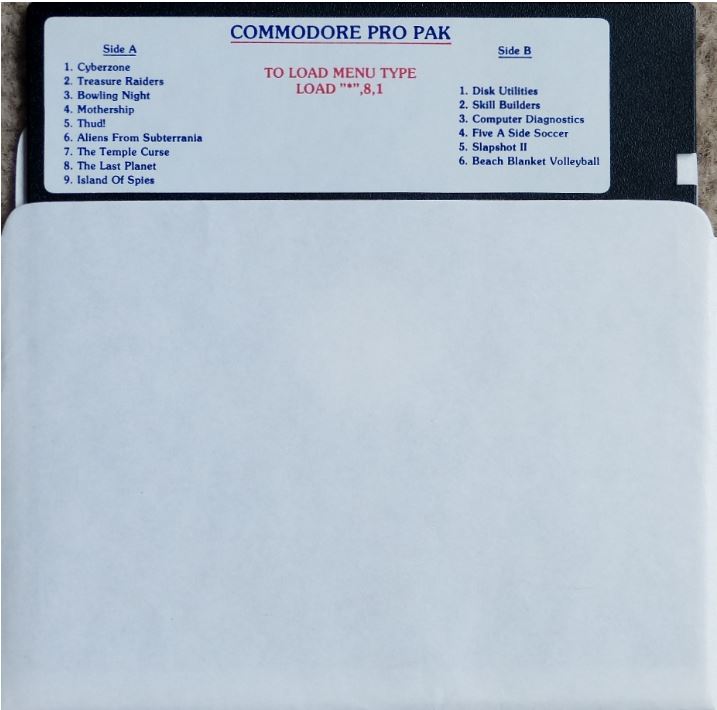 COMMODORE PRO PAK
Side A
1. Cyberzone
2. Treasure Raiders
3. Bowling Night
4. Mothership
5. Thud!
6. Aliens From Subterrania
7. The Temple Curse
8. The Last Planet
9. Island Of Spies
TO LOAD MENU TYPE
LOAD "*",8,1
Side B
1. Disk Utilities
2. Skill Builders
3. Computer Diagnostics
4. Five A Side Soccer
5. Slapshot II
6. Beach Blanket Volleyball